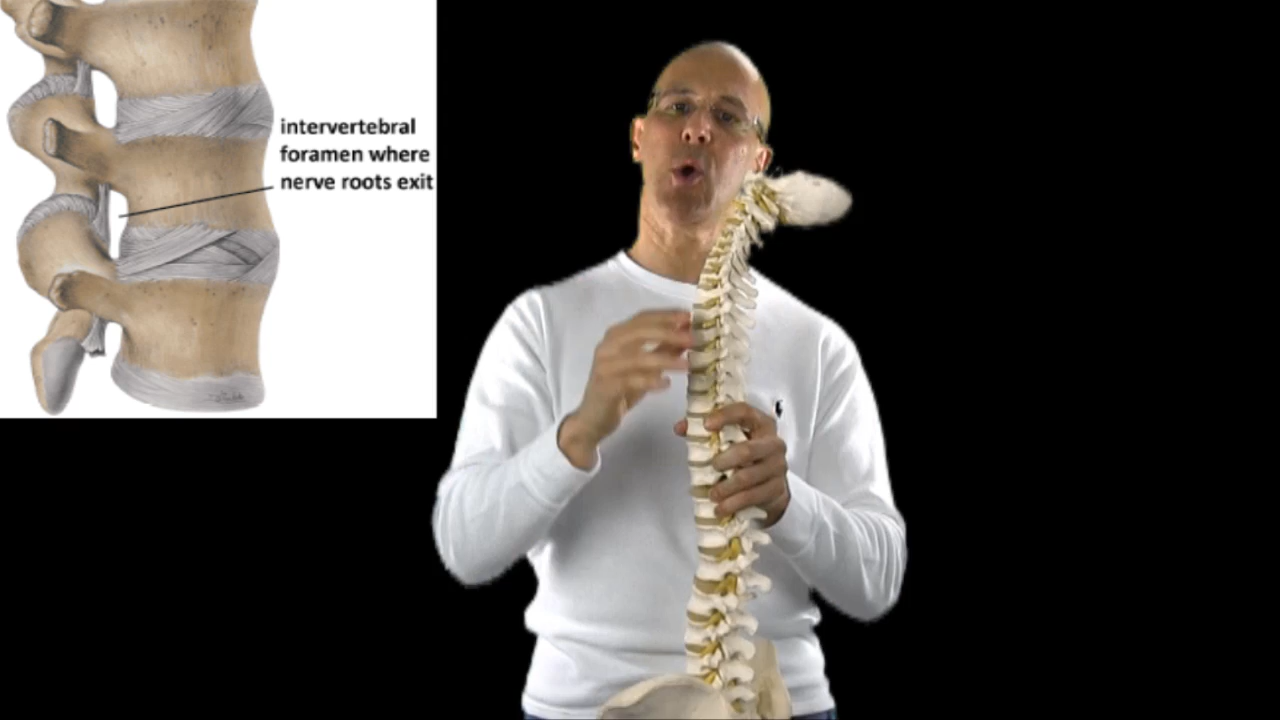 intervertebral
foramen where
nerve roots exit